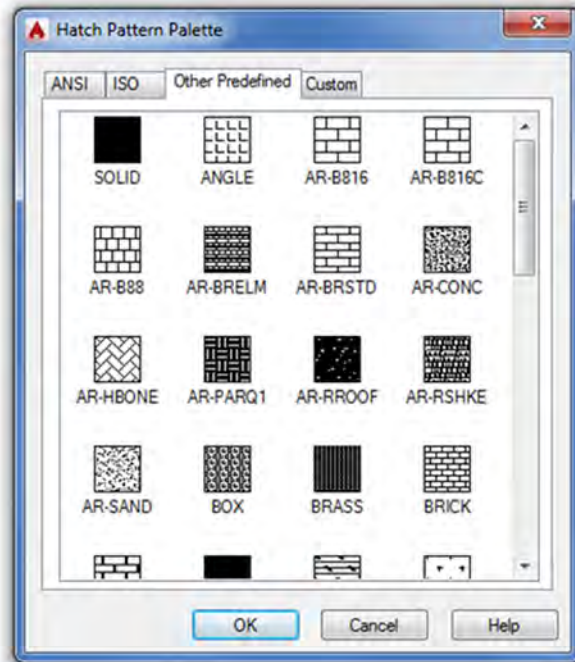 Hatch Pattern Palette
ANSI ISO Other Predefined Custom
SOLID ANGLE AR-B816 AR-B816C
AR-B88 AR-BRELM AR-BRSTD AR-CONC
AR-HBONE AR-PARQ1 AR-RROOF AR-RSHKE
AR-SAND BOX BRASS BRICK
OK Cancel Help